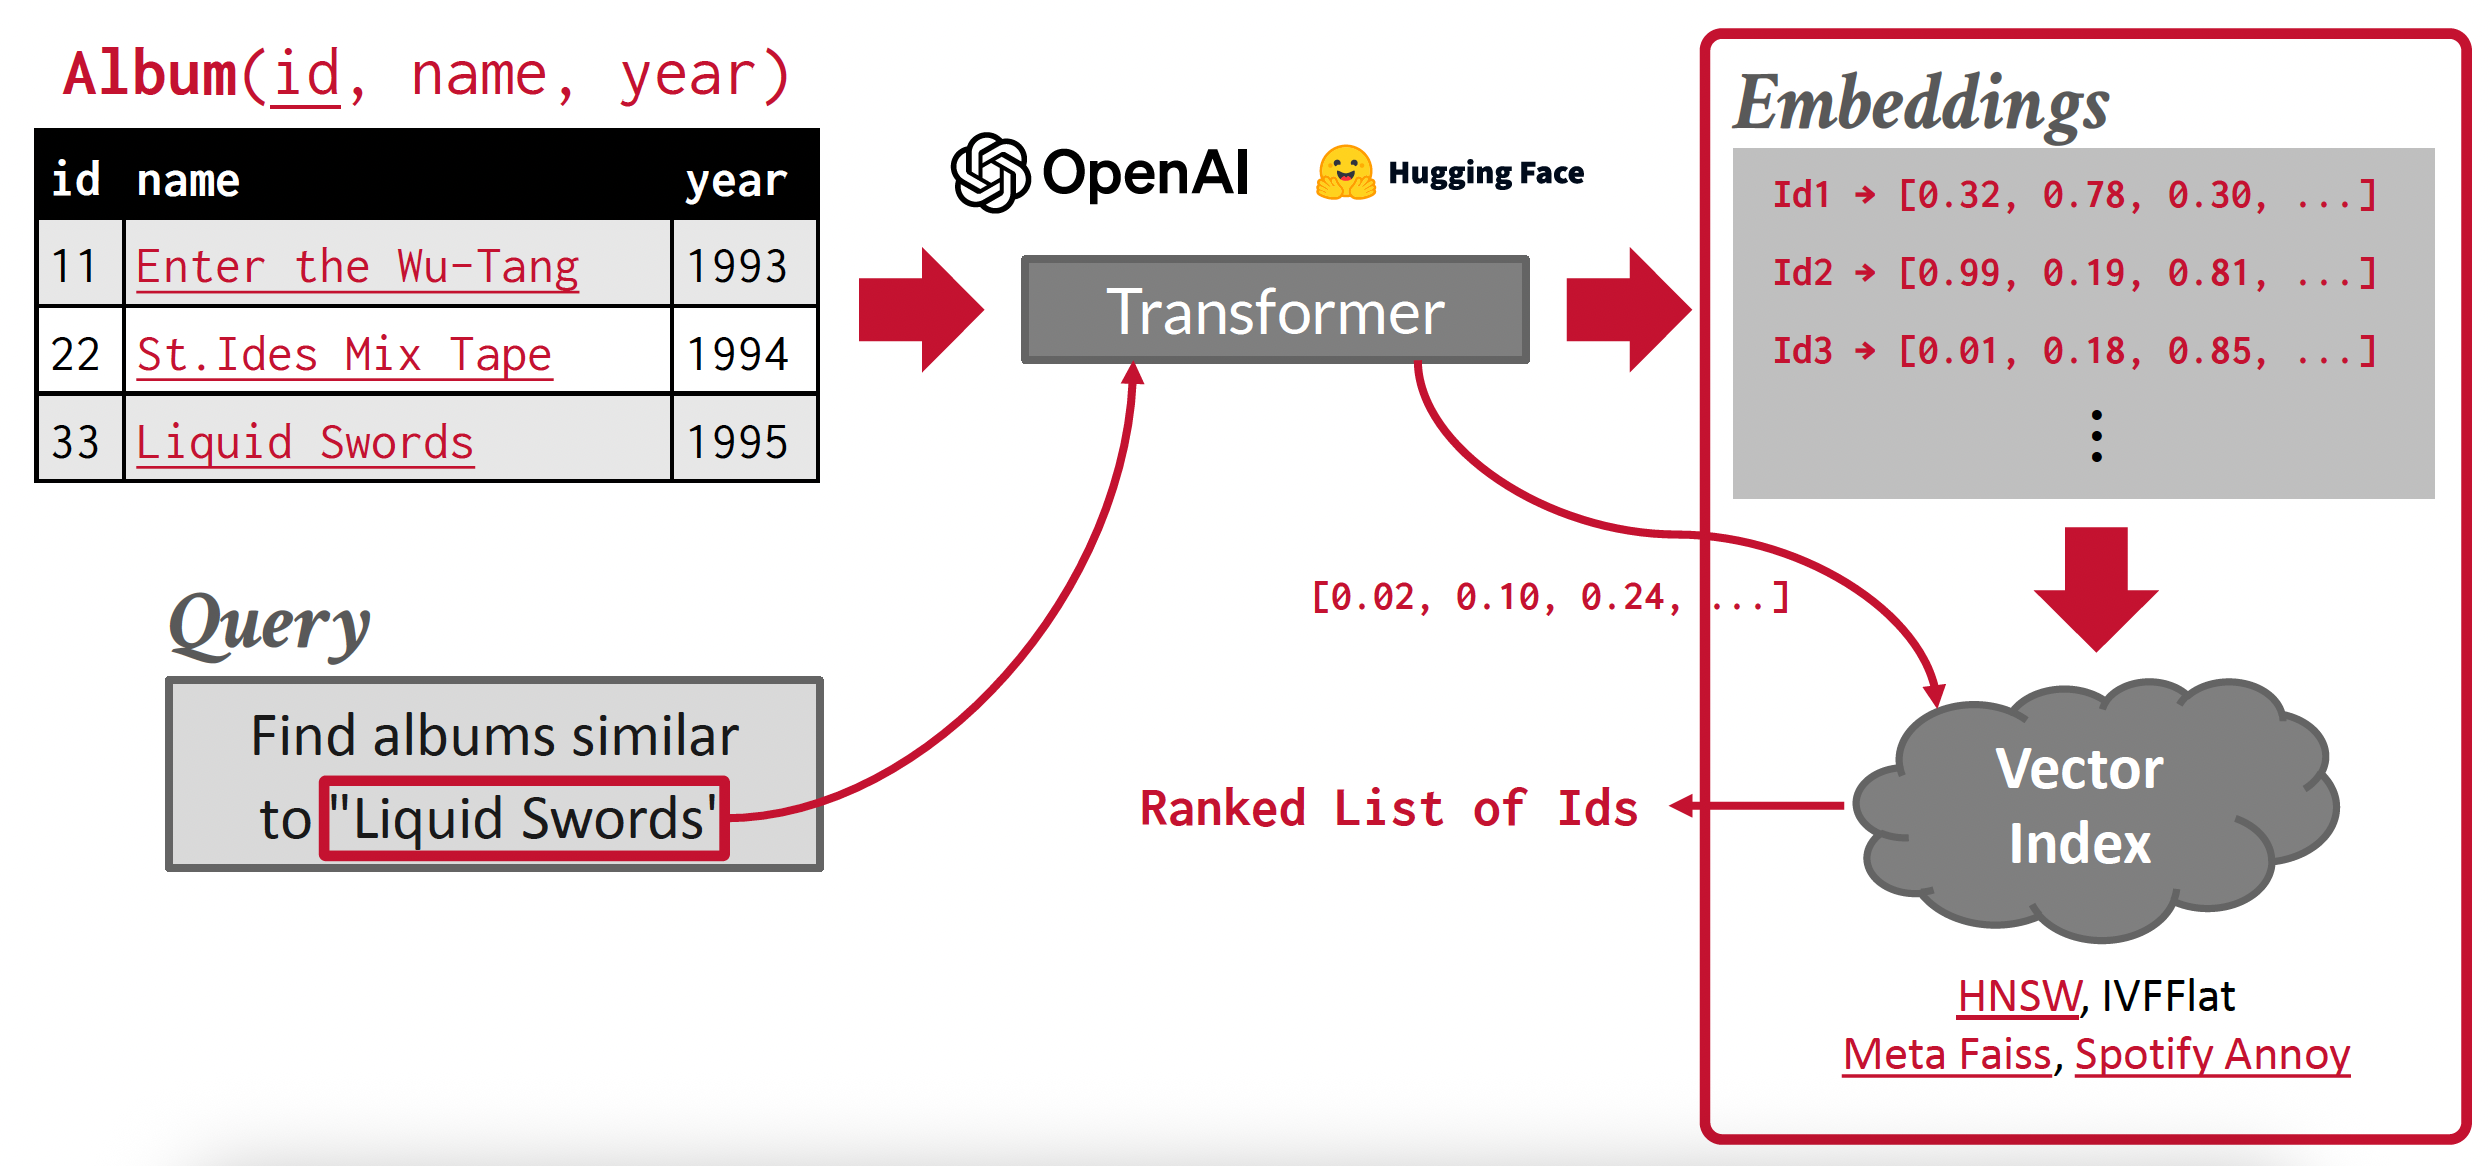 Album(id, name, year)
id name year
11 Enter the Wu-Tang 1993
22 St.Ides Mix Tape 1994
33 Liquid Swords 1995
OpenAI
Hugging Face
Transformer
Embeddings
Id1 → [0.32, 0.78, 0.30, ...]
Id2 → [0.99, 0.19, 0.81, ...]
Id3 → [0.01, 0.18, 0.85, ...]
⋮
Query
Find albums similar
to "Liquid Swords"
[0.02, 0.10, 0.24, ...]
Ranked List of Ids
Vector
Index
HNSW, IVFFlat
Meta Faiss, Spotify Annoy